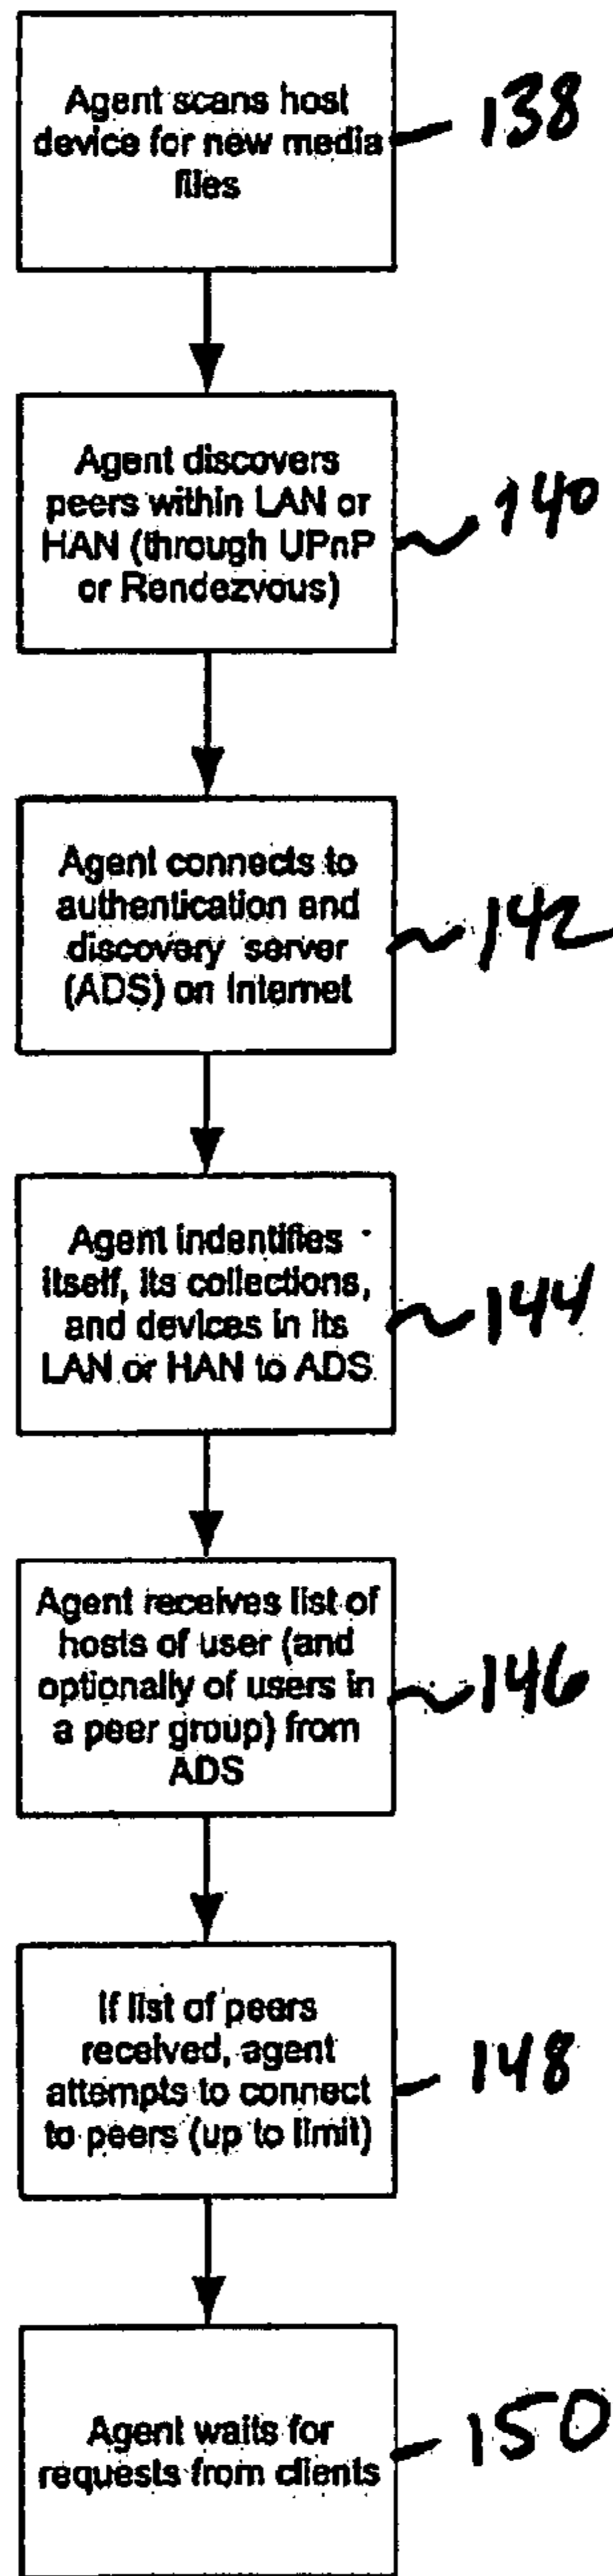 Agent scans host
device for new media
files
138
Agent discovers
peers within LAN or
HAN (through UPnP
or Rendezvous)
140
Agent connects to
authentication and
discovery server
(ADS) on Internet
142
Agent indentifies
itself, its collections,
and devices in its
LAN or HAN to ADS
144
Agent receives list of
hosts of user (and
optionally of users in
a peer group) from
ADS
146
If list of peers
received, agent
attempts to connect
to peers (up to limit)
148
Agent waits for
requests from clients
150